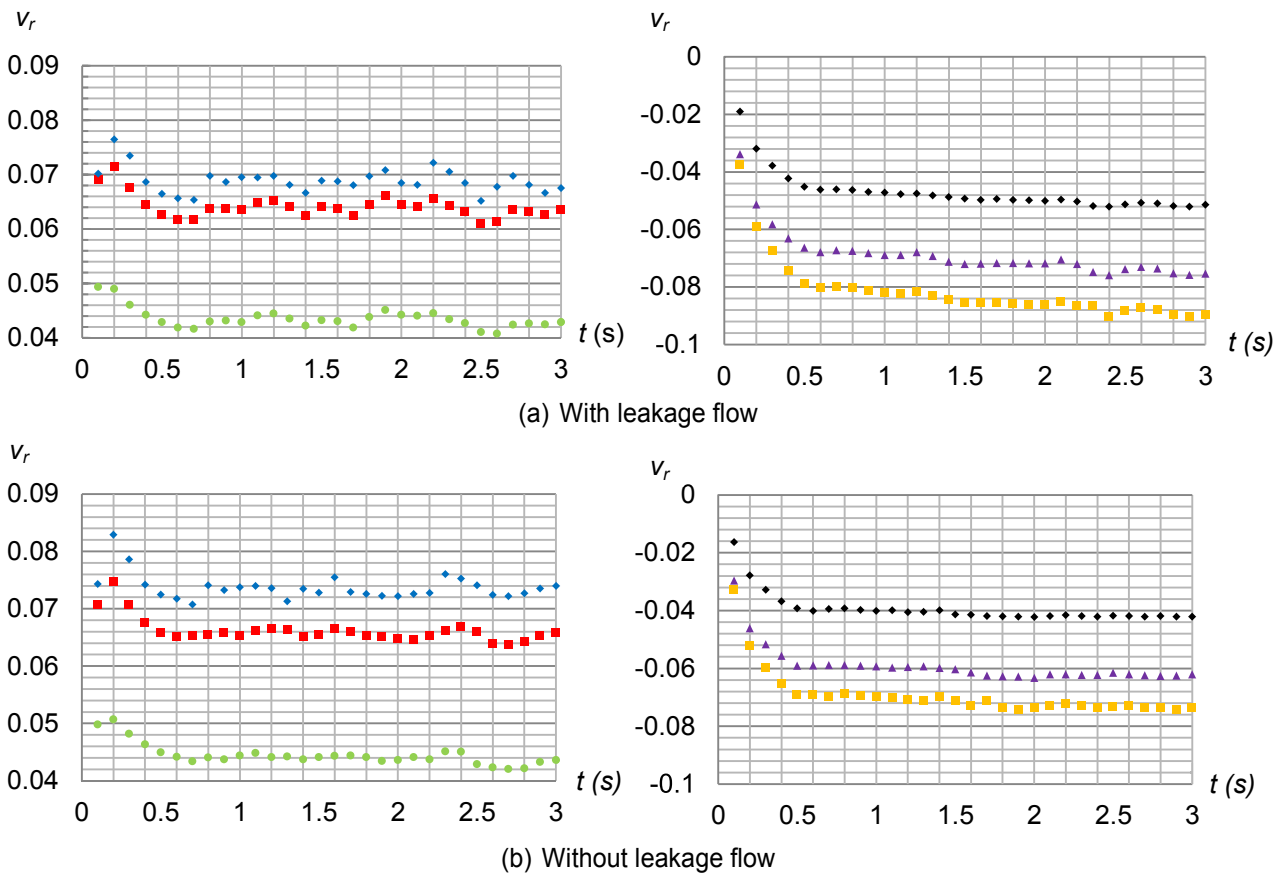 v_r
0.09
0.08
0.07
0.06
0.05
0.04
0 0.5 1 1.5 2 2.5 3
t (s)
v_r
0
-0.02
-0.04
-0.06
-0.08
-0.1
0 0.5 1 1.5 2 2.5 3
t (s)
(a) With leakage flow
v_r
0.09
0.08
0.07
0.06
0.05
0.04
0 0.5 1 1.5 2 2.5 3
t (s)
v_r
0
-0.02
-0.04
-0.06
-0.08
-0.1
0 0.5 1 1.5 2 2.5 3
t (s)
(b) Without leakage flow